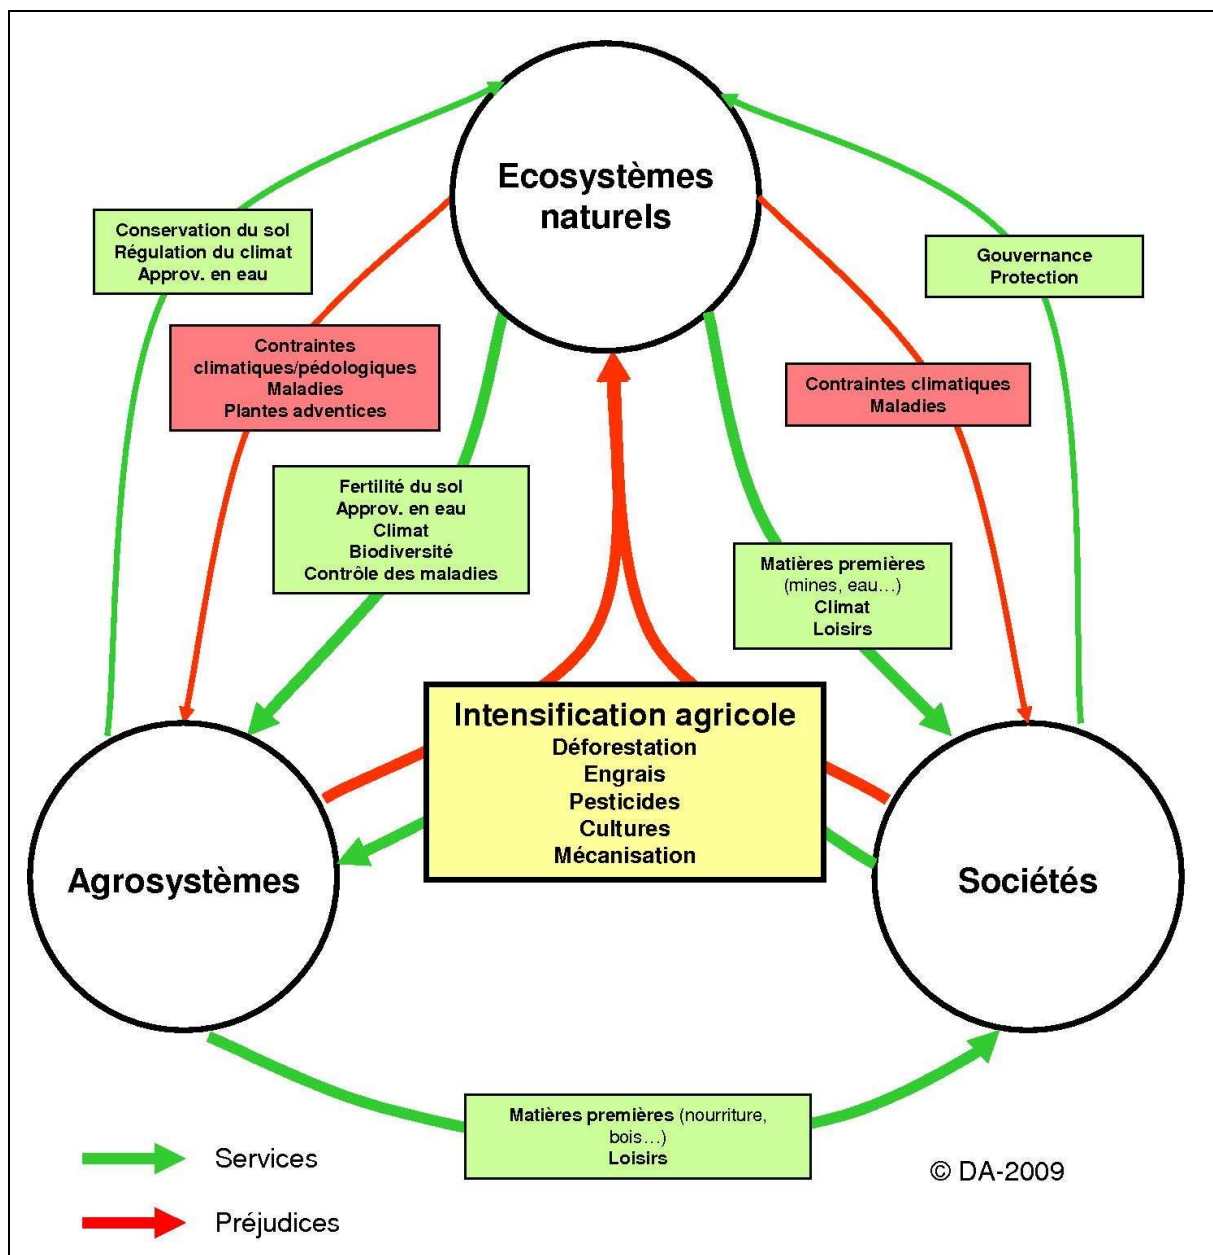 Ecosystèmes
naturels
Conservation du sol
Régulation du climat
Approv. en eau
Gouvernance
Protection
Contraintes
climatiques/pédologiques
Maladies
Plantes adventices
Contraintes climatiques
Maladies
Fertilité du sol
Approv. en eau
Climat
Biodiversité
Contrôle des maladies
Matières premières
(mines, eau...)
Climat
Loisirs
Intensification agricole
Déforestation
Engrais
Pesticides
Cultures
Mécanisation
Agrosystèmes
Sociétés
Matières premières (nourriture,
bois...)
Loisirs
Services
Préjudices
© DA-2009